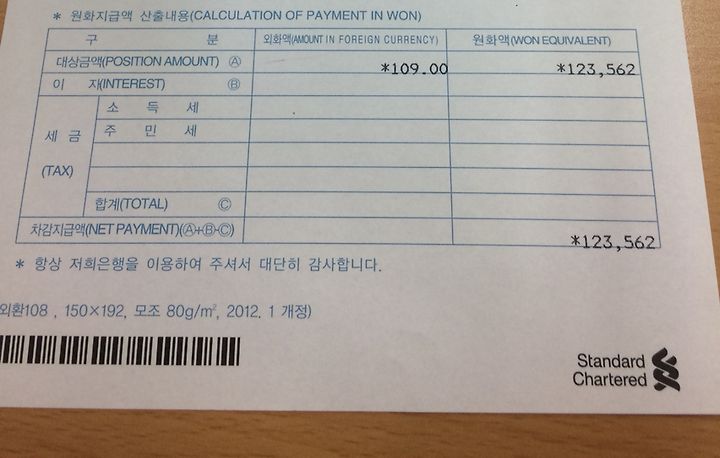 * 원화지급액 산출내용(CALCULATION OF PAYMENT IN WON)
구 분 외화액(AMOUNT IN FOREIGN CURRENCY) 원화액(WON EQUIVALENT)
대상금액(POSITION AMOUNT) Ⓐ *109.00 *123,562
이 자(INTEREST) Ⓑ
소 득 세
주 민 세
세 금
(TAX)
합계(TOTAL) Ⓒ
차감지급액(NET PAYMENT)(Ⓐ+Ⓑ-Ⓒ) *123,562
* 항상 저희은행을 이용하여 주셔서 대단히 감사합니다.
외환108 , 150×192, 모조 80g/㎡, 2012. 1 개정)
Standard
Chartered